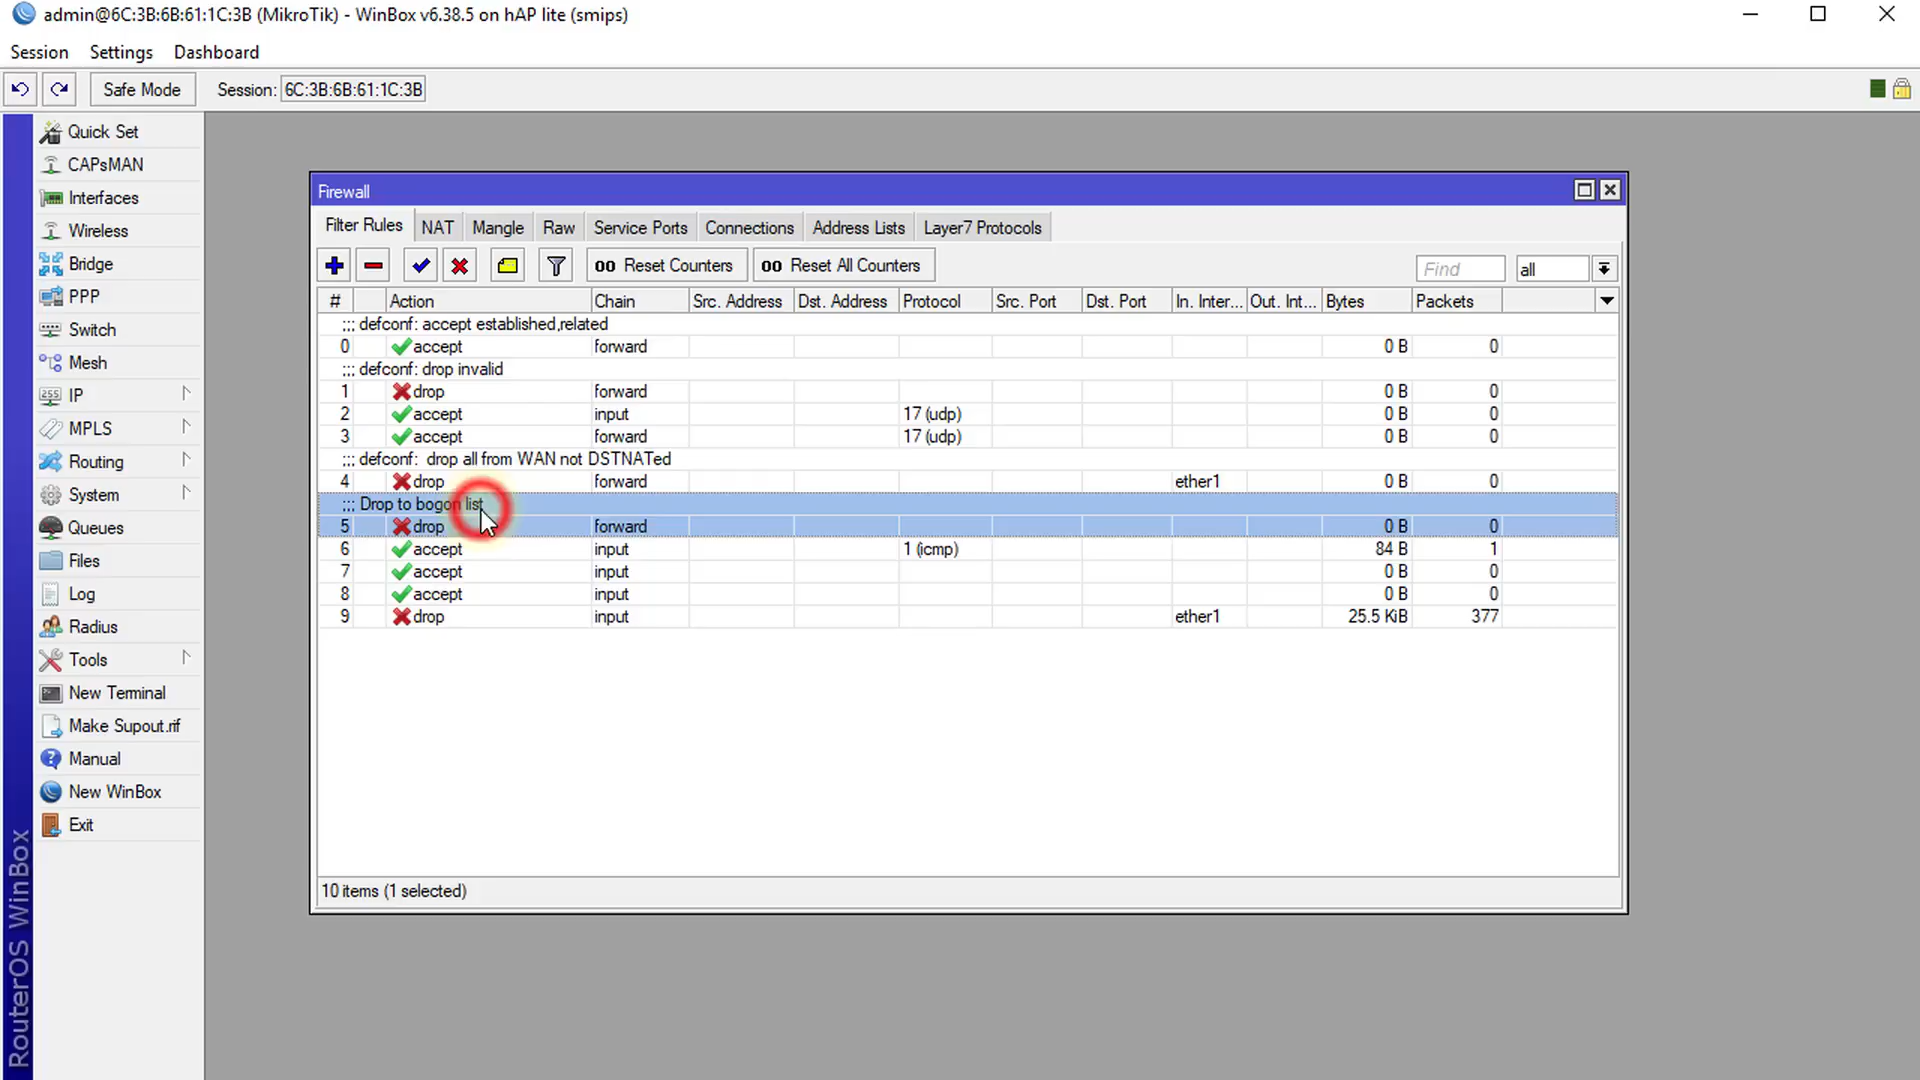 admin@6C:3B:6B:61:1C:3B (MikroTik) - WinBox v6.38.5 on hAP lite (smips)
Session Settings Dashboard
Safe Mode Session: 6C:3B:6B:61:1C:3B
Quick Set
CAPsMAN
Interfaces
Wireless
Bridge
PPP
Switch
Mesh
255 IP
MPLS
Routing
System
Queues
Files
Log
Radius
Tools
New Terminal
Make Supout.rif
Manual
New WinBox
Exit
RouterOS WinBox
Firewall
Filter Rules NAT Mangle Raw Service Ports Connections Address Lists Layer7 Protocols
00 Reset Counters 00 Reset All Counters Find all
# Action Chain Src. Address Dst. Address Protocol Src. Port Dst. Port In. Inter... Out. Int... Bytes Packets
;;; defconf: accept established,related
0 accept forward 0 B 0
;;; defconf: drop invalid
1 drop forward 0 B 0
2 accept input 17 (udp) 0 B 0
3 accept forward 17 (udp) 0 B 0
;;; defconf: drop all from WAN not DSTNATed
4 drop forward ether1 0 B 0
;;; Drop to bogon list
5 drop forward 0 B 0
6 accept input 1 (icmp) 84 B 1
7 accept input 0 B 0
8 accept input 0 B 0
9 drop input ether1 25.5 KiB 377
10 items (1 selected)